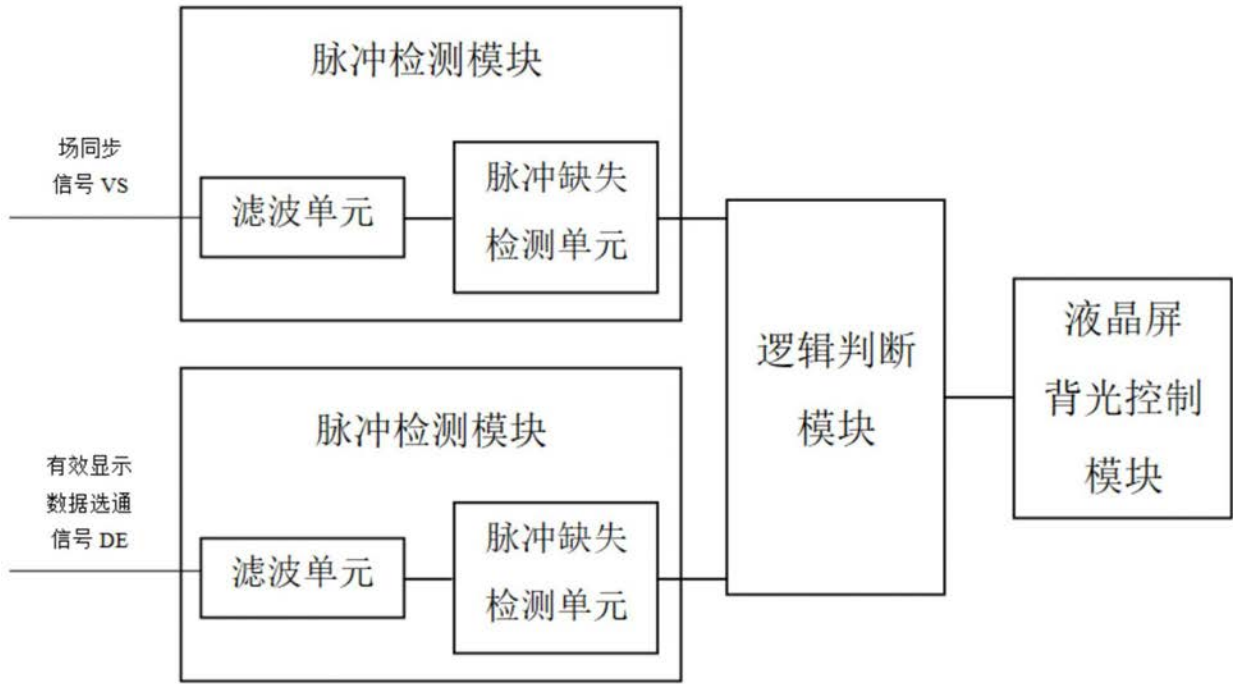 脉冲检测模块
场同步
信号 VS
滤波单元
脉冲缺失
检测单元
脉冲检测模块
有效显示
数据选通
信号 DE
滤波单元
脉冲缺失
检测单元
逻辑判断
模块
液晶屏
背光控制
模块